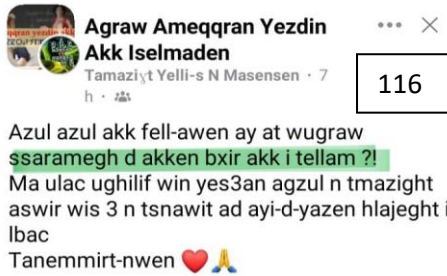 Agraw Ameqqran Yezdin
Akk Iselmaden
Tamaziɣt Yelli-s N Masensen · 7
h ·
116
Azul azul akk fell-awen ay at wugraw
ssaramegh d akken bxir akk i tellam ?!
Ma ulac ughilif win yes3an agzul n tmazight
aswir wis 3 n tsnawit ad ayi-d-yazen hlajeght i
lbac
Tanemmirt-nwen ❤️🙏